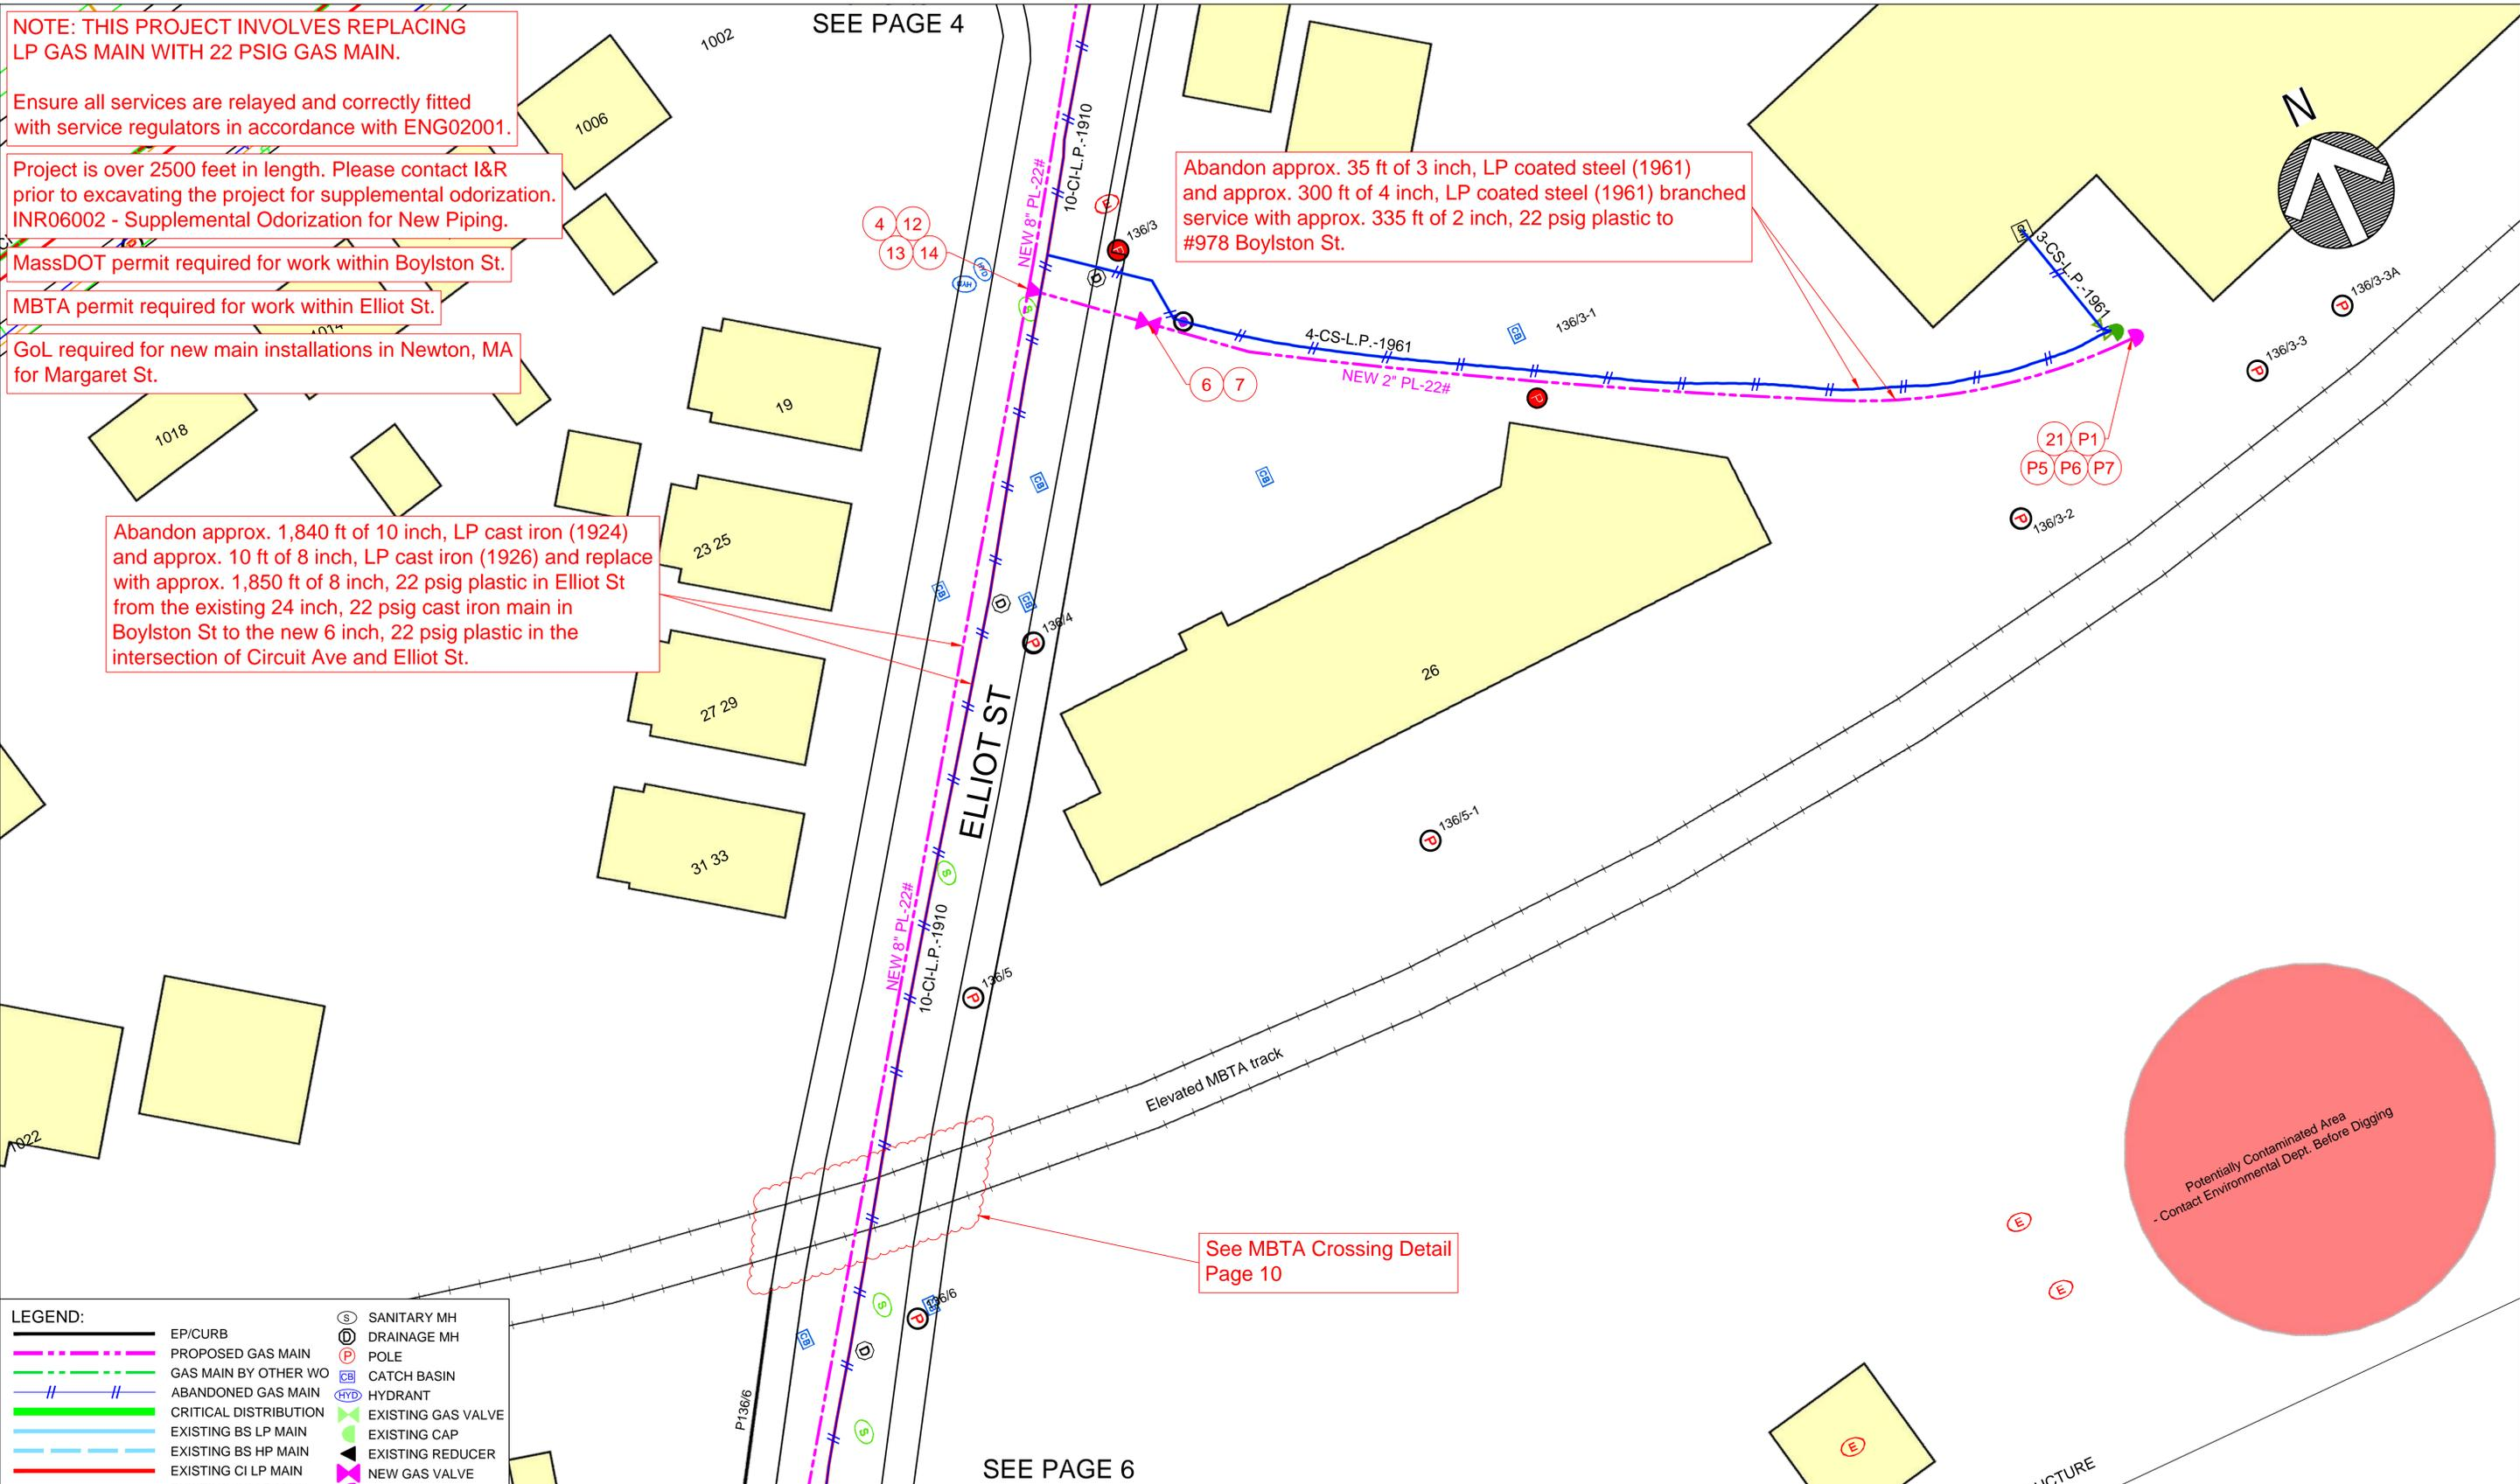 NOTE: THIS PROJECT INVOLVES REPLACING
LP GAS MAIN WITH 22 PSIG GAS MAIN.
Ensure all services are relayed and correctly fitted
with service regulators in accordance with ENG02001.
Project is over 2500 feet in length. Please contact I&R
prior to excavating the project for supplemental odorization.
INR06002 - Supplemental Odorization for New Piping.
MassDOT permit required for work within Boylston St.
MBTA permit required for work within Elliot St.
GoL required for new main installations in Newton, MA
for Margaret St.
SEE PAGE 4
1002
1006
1014
1018
19
23 25
27 29
31 33
1022
26
Abandon approx. 35 ft of 3 inch, LP coated steel (1961)
and approx. 300 ft of 4 inch, LP coated steel (1961) branched
service with approx. 335 ft of 2 inch, 22 psig plastic to
#978 Boylston St.
N
4 12
13 14
NEW 8" PL-22#
10-CI-L.P.-1910
E
P
136/3
D
HYD
HYD
S
6 7
4-CS-L.P.-1961
NEW 2" PL-22#
CB
136/3-1
P
3-CS-L.P.-1961
GM
P
136/3-3A
P
136/3-3
P
136/3-2
21 P1
P5 P6 P7
CB
CB
Abandon approx. 1,840 ft of 10 inch, LP cast iron (1924)
and approx. 10 ft of 8 inch, LP cast iron (1926) and replace
with approx. 1,850 ft of 8 inch, 22 psig plastic in Elliot St
from the existing 24 inch, 22 psig cast iron main in
Boylston St to the new 6 inch, 22 psig plastic in the
intersection of Circuit Ave and Elliot St.
CB
D
CB
P
136/4
ELLIOT ST
S
NEW 8" PL-22#
10-CI-L.P.-1910
P
136/5
P
136/5-1
Elevated MBTA track
See MBTA Crossing Detail
Page 10
Potentially Contaminated Area
- Contact Environmental Dept. Before Digging
E
E
E
S
P
CB
136/6
CB
D
S
P136/6
SEE PAGE 6
LEGEND:
EP/CURB
PROPOSED GAS MAIN
GAS MAIN BY OTHER WO
ABANDONED GAS MAIN
CRITICAL DISTRIBUTION
EXISTING BS LP MAIN
EXISTING BS HP MAIN
EXISTING CI LP MAIN
S SANITARY MH
D DRAINAGE MH
P POLE
CB CATCH BASIN
HYD HYDRANT
EXISTING GAS VALVE
EXISTING CAP
EXISTING REDUCER
NEW GAS VALVE